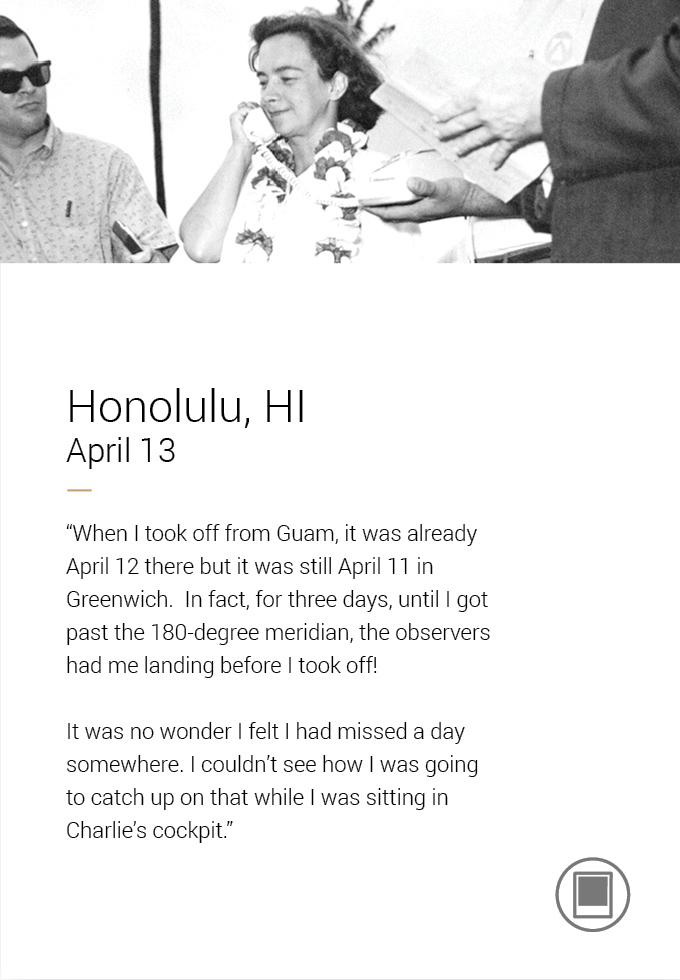 Honolulu, HI
April 13
“When I took off from Guam, it was already
April 12 there but it was still April 11 in
Greenwich.  In fact, for three days, until I got
past the 180-degree meridian, the observers
had me landing before I took off!
It was no wonder I felt I had missed a day
somewhere. I couldn’t see how I was going
to catch up on that while I was sitting in
Charlie’s cockpit.”